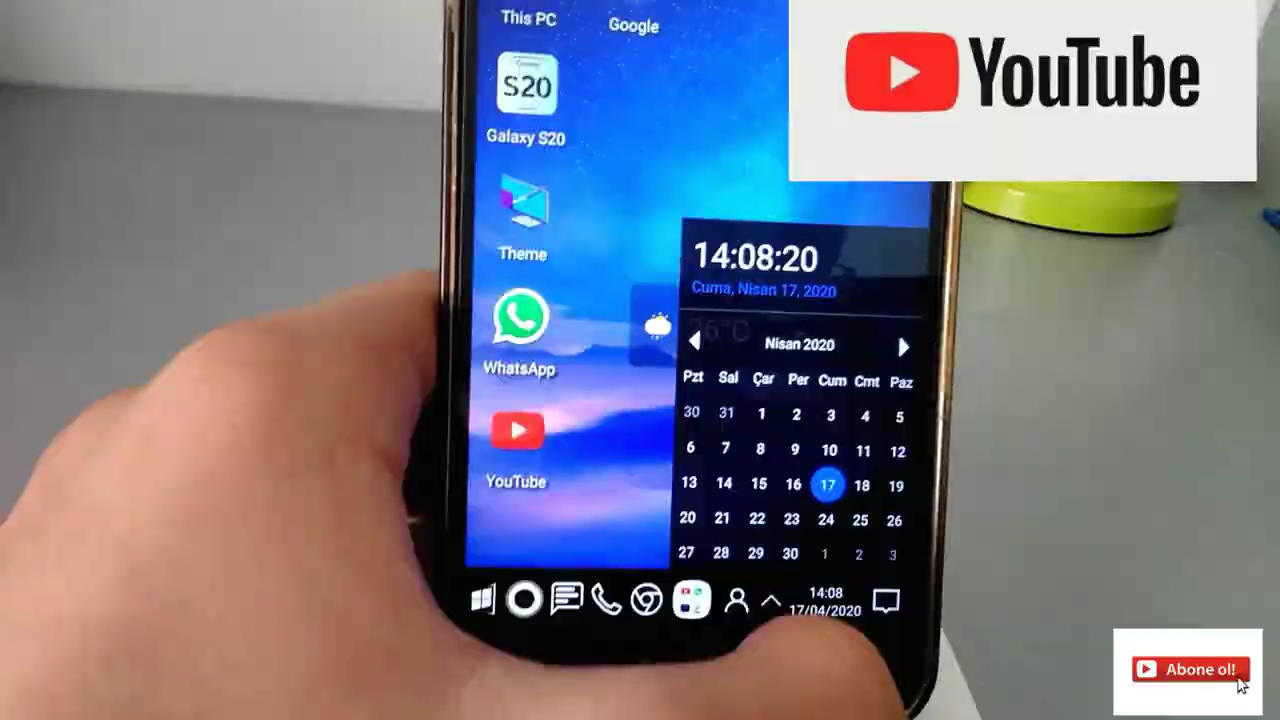 This PC
Google
YouTube
S20
Galaxy S20
Theme
WhatsApp
YouTube
14:08:20
Cuma, Nisan 17, 2020
Nisan 2020
Pzt Sal Çar Per Cum Cmt Paz
30 31 1 2 3 4 5
6 7 8 9 10 11 12
13 14 15 16 17 18 19
20 21 22 23 24 25 26
27 28 29 30 1 2 3
14:08
17/04/2020
Abone ol!